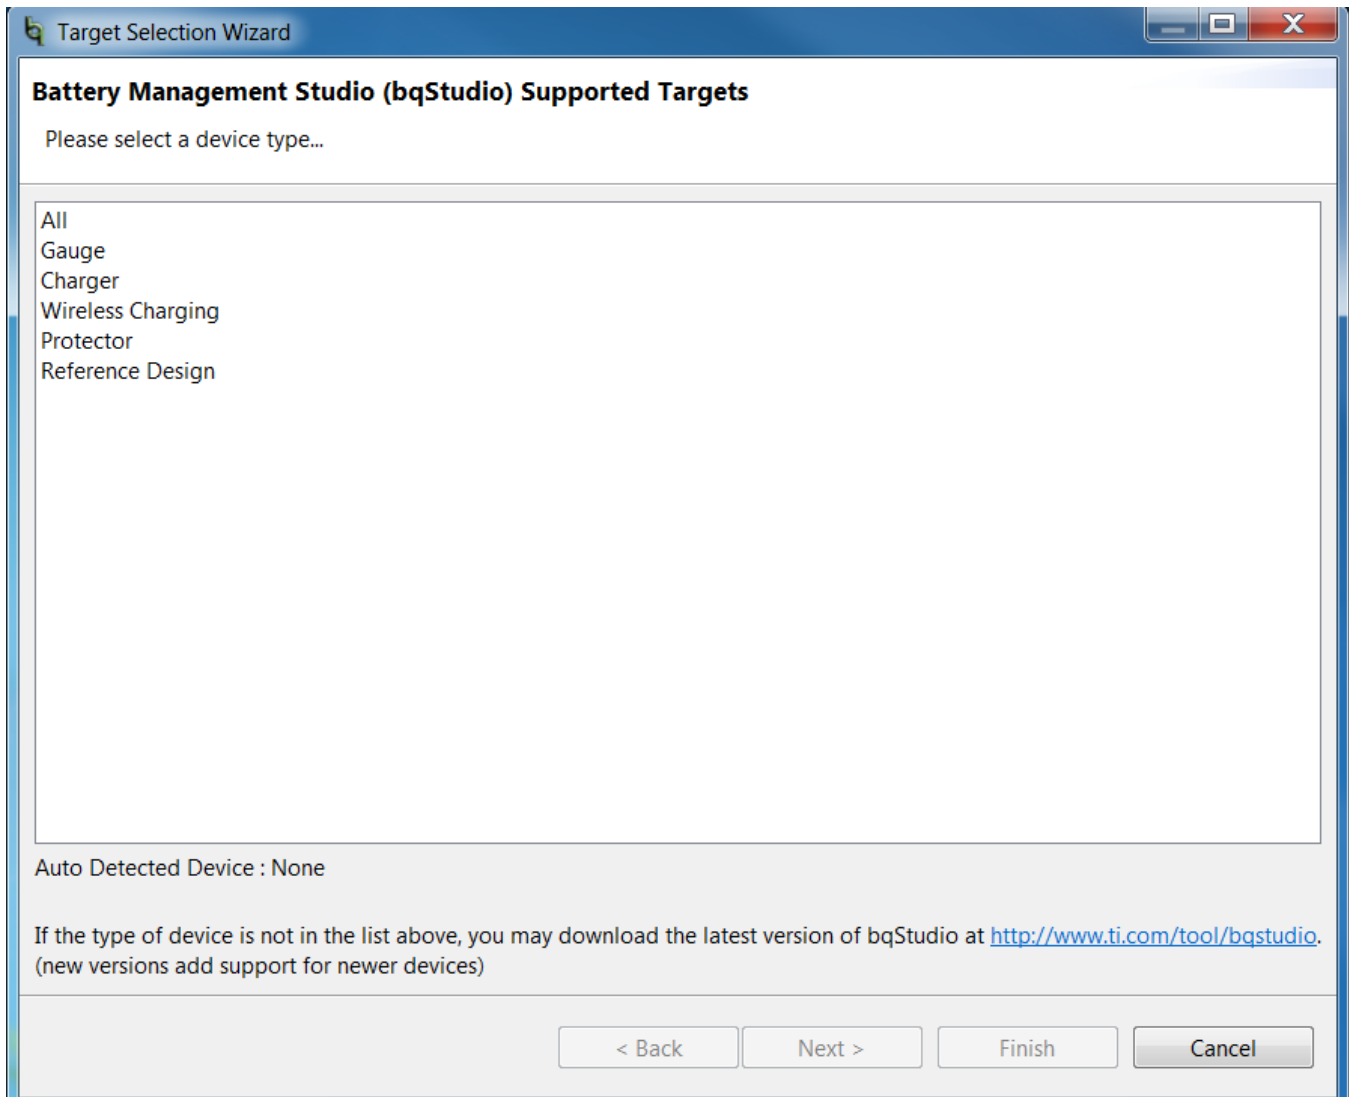 Target Selection Wizard
Battery Management Studio (bqStudio) Supported Targets
Please select a device type...
All
Gauge
Charger
Wireless Charging
Protector
Reference Design
Auto Detected Device : None
If the type of device is not in the list above, you may download the latest version of bqStudio at http://www.ti.com/tool/bqstudio.
(new versions add support for newer devices)
< Back
Next >
Finish
Cancel